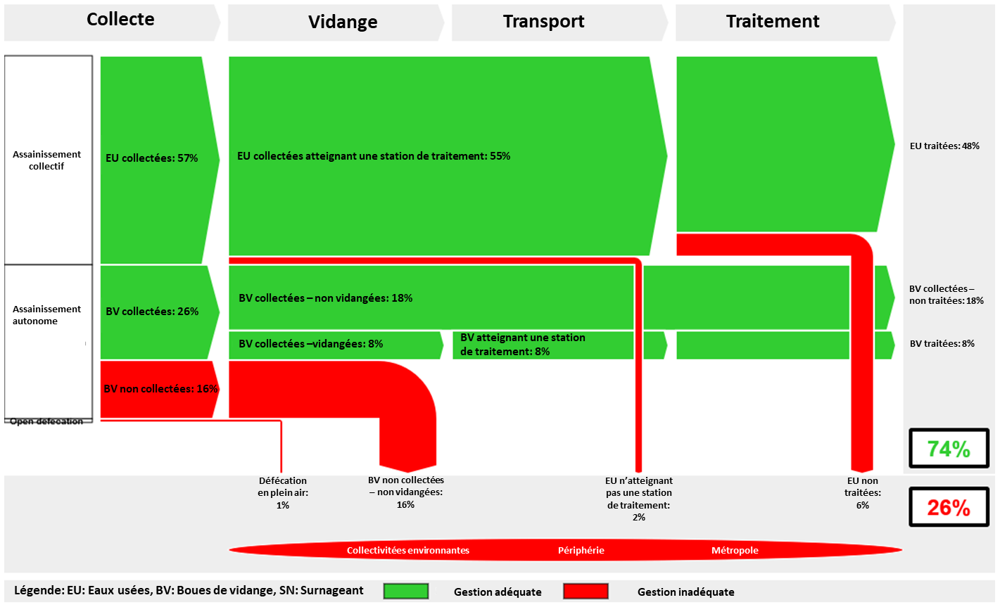 Collecte
Vidange
Transport
Traitement
Assainissement
collectif
EU collectées: 57%
EU collectées atteignant une station de traitement: 55%
EU traitées: 48%
Assainissement
autonome
BV collectées: 26%
BV collectées – non vidangées: 18%
BV collectées –
non traitées: 18%
BV collectées –vidangées: 8%
BV atteignant une station
de traitement: 8%
BV traitées: 8%
BV non collectées: 16%
Open defecation
74%
Défécation
en plein air:
1%
BV non collectées
– non vidangées:
16%
EU n’atteignant
pas une station
de traitement:
2%
EU non
traitées:
6%
26%
Collectivitées environnantes
Périphérie
Métropole
Légende: EU: Eaux usées, BV: Boues de vidange, SN: Surnageant
Gestion adéquate
Gestion inadéquate